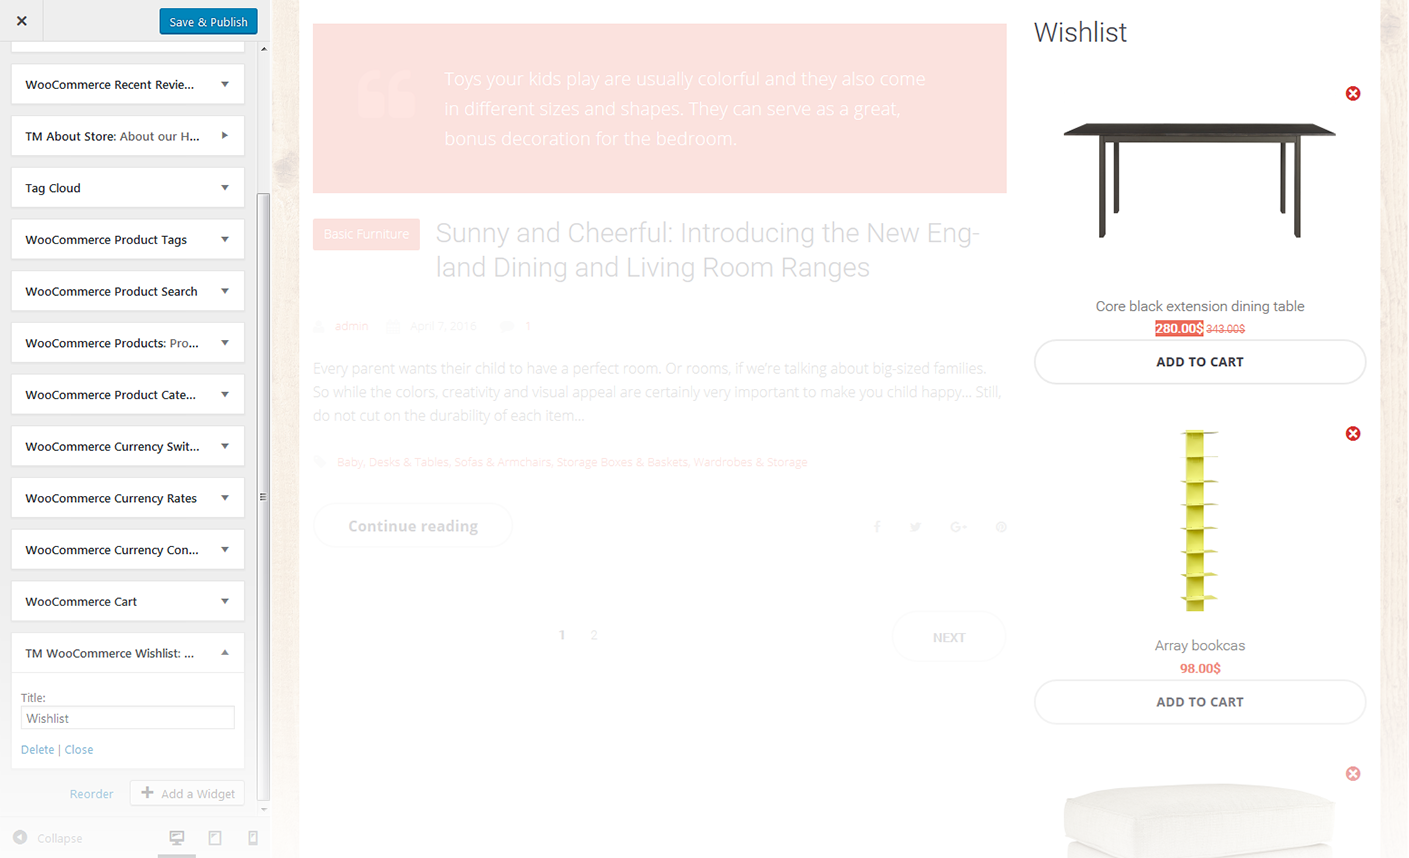 Save & Publish
WooCommerce Recent Revie...
TM About Store: About our H...
Tag Cloud
WooCommerce Product Tags
WooCommerce Product Search
WooCommerce Products: Pro...
WooCommerce Product Cate...
WooCommerce Currency Swit...
WooCommerce Currency Rates
WooCommerce Currency Con...
WooCommerce Cart
TM WooCommerce Wishlist: ...
Title:
Wishlist
Delete | Close
Reorder
Add a Widget
Collapse
Toys your kids play are usually colorful and they also come
in different sizes and shapes. They can serve as a great,
bonus decoration for the bedroom.
Basic Furniture
Sunny and Cheerful: Introducing the New Eng-
land Dining and Living Room Ranges
admin April 7, 2016 1
Every parent wants their child to have a perfect room. Or rooms, if we're talking about big-sized families.
So while the colors, creativity and visual appeal are certainly very important to make you child happy... Still,
do not cut on the durability of each item...
Baby, Desks & Tables, Sofas & Armchairs, Storage Boxes & Baskets, Wardrobes & Storage
Continue reading
1 2
NEXT
Wishlist
Core black extension dining table
280.00$ 343.00$
ADD TO CART
Array bookcas
98.00$
ADD TO CART